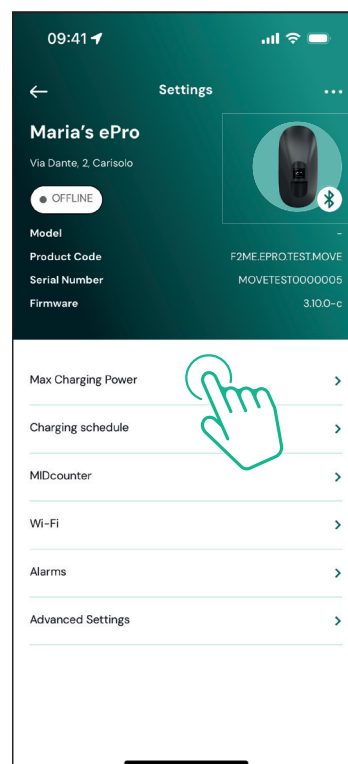 09:41
Settings
Maria's ePro
Via Dante, 2, Carisolo
OFFLINE
Model –
Product Code F2ME.EPRO.TEST.MOVE
Serial Number MOVETEST0000005
Firmware 3.10.0-c
Max Charging Power
Charging schedule
MIDcounter
Wi-Fi
Alarms
Advanced Settings